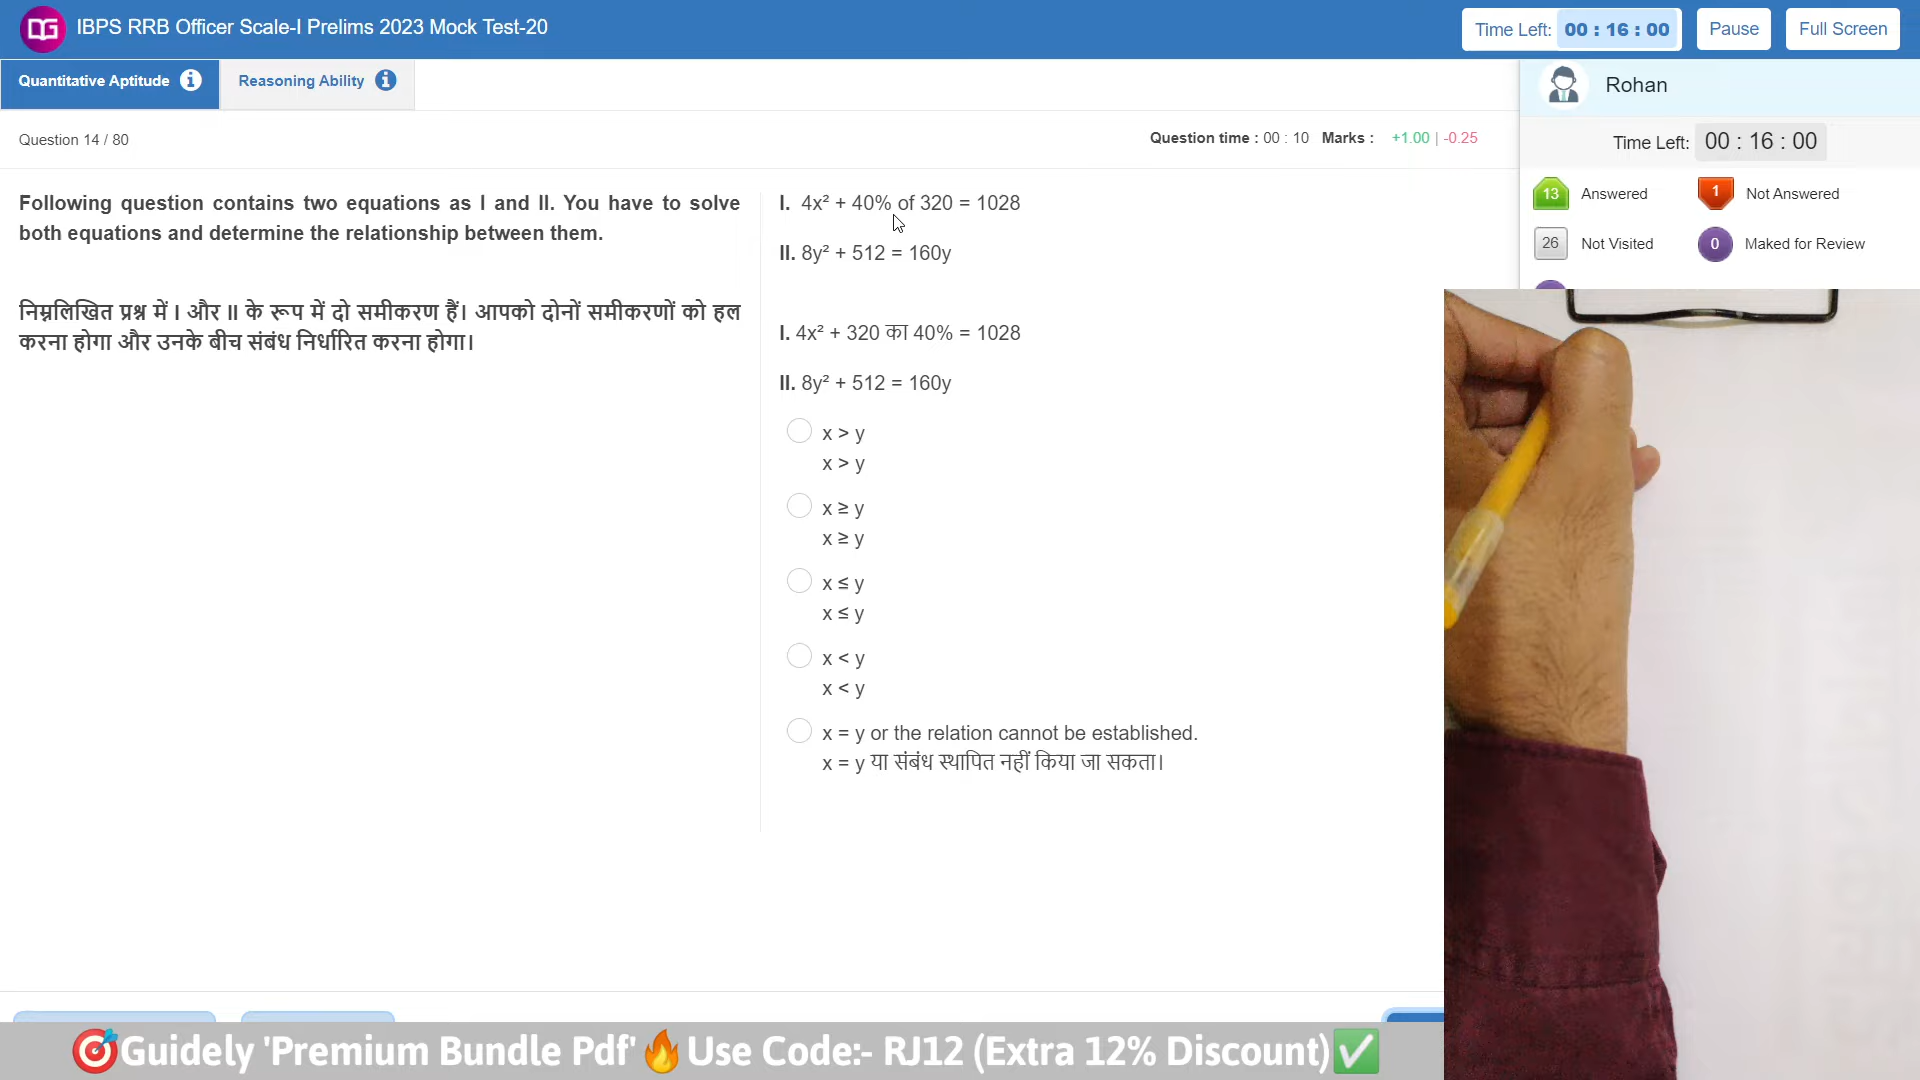 IBPS RRB Officer Scale-I Prelims 2023 Mock Test-20
Time Left: 00 : 16 : 00
Pause
Full Screen
Quantitative Aptitude
Reasoning Ability
Rohan
Time Left: 00 : 16 : 00
Question 14 / 80
Question time : 00 : 10 Marks : +1.00 | -0.25
13 Answered
1 Not Answered
26 Not Visited
0 Maked for Review
Following question contains two equations as I and II. You have to solve
both equations and determine the relationship between them.
निम्नलिखित प्रश्न में I और II के रूप में दो समीकरण हैं। आपको दोनों समीकरणों को हल
करना होगा और उनके बीच संबंध निर्धारित करना होगा।
I. 4x² + 40% of 320 = 1028
II. 8y² + 512 = 160y
I. 4x² + 320 का 40% = 1028
II. 8y² + 512 = 160y
x > y
x > y
x ≥ y
x ≥ y
x ≤ y
x ≤ y
x < y
x < y
x = y or the relation cannot be established.
x = y या संबंध स्थापित नहीं किया जा सकता।
Guidely 'Premium Bundle Pdf' Use Code:- RJ12 (Extra 12% Discount)